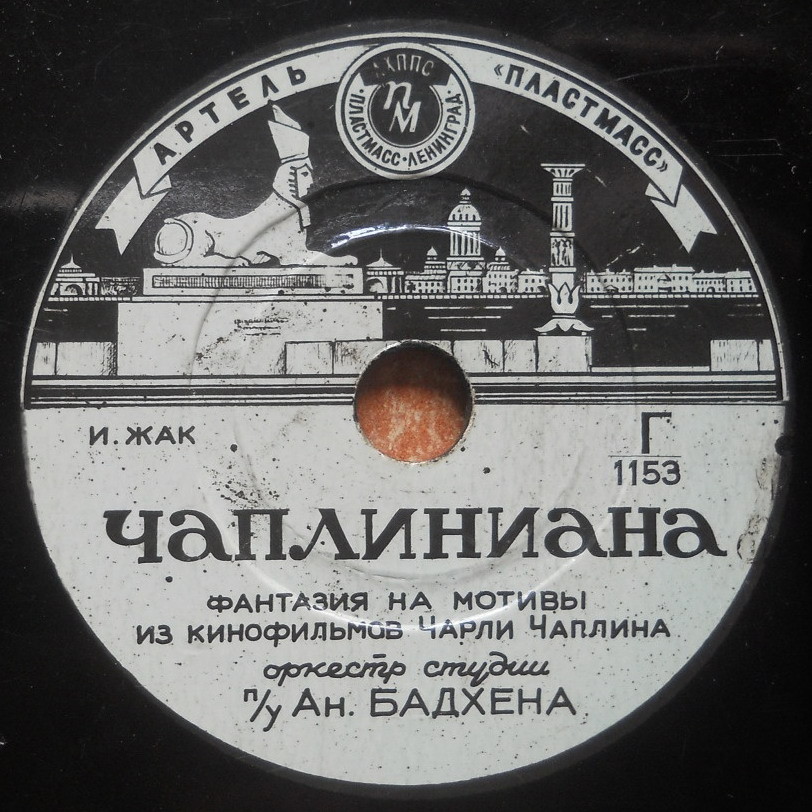 АРТЕЛЬ «ПЛАСТМАСС»
ЛХППС
ПМ
ПЛАСТМАСС • ЛЕНИНГРАД
И. ЖАК
Г
1153
ЧАПЛИНИАНА
ФАНТАЗИЯ НА МОТИВЫ
ИЗ КИНОФИЛЬМОВ ЧАРЛИ ЧАПЛИНА
оркестр студии
п/у Ан. БАДХЕНА